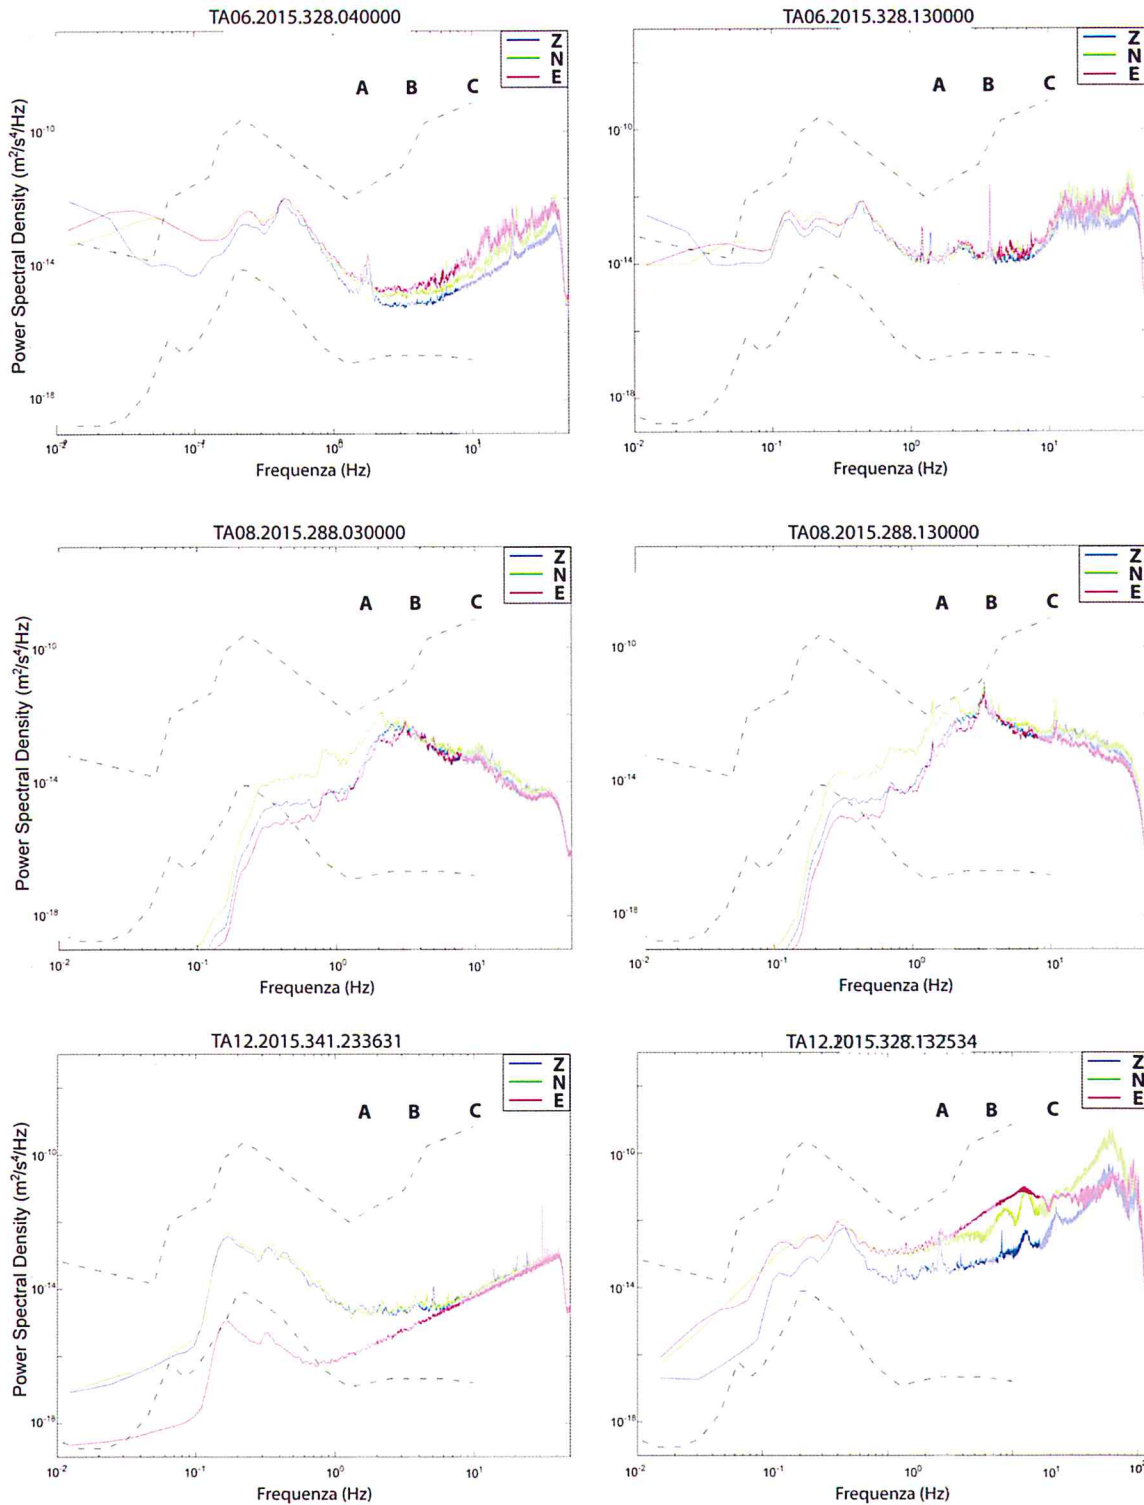 TA06.2015.328.040000
Z
N
E
A B C
Power Spectral Density (m²/s⁴/Hz)
10⁻¹⁰
10⁻¹⁴
10⁻¹⁸
10⁻¹ 10⁰ 10¹
Frequenza (Hz)
TA06.2015.328.130000
Z
N
E
A B C
10⁻¹⁰
10⁻¹⁴
10⁻¹⁸
10⁻² 10⁻¹ 10⁰ 10¹
Frequenza (Hz)
TA08.2015.288.030000
Z
N
E
A B C
Power Spectral Density (m²/s⁴/Hz)
10⁻¹⁰
10⁻¹⁴
10⁻¹⁸
10⁻² 10⁻¹ 10⁰ 10¹
Frequenza (Hz)
TA08.2015.288.130000
Z
N
E
A B C
10⁻¹⁰
10⁻¹⁴
10⁻¹⁸
10⁻² 10⁻¹ 10⁰ 10¹
Frequenza (Hz)
TA12.2015.341.233631
Z
N
E
A B C
Power Spectral Density (m²/s⁴/Hz)
10⁻¹⁰
10⁻¹⁴
10⁻¹⁸
10⁻² 10⁻¹ 10⁰ 10¹
Frequenza (Hz)
TA12.2015.328.132534
Z
N
E
A B C
10⁻¹⁰
10⁻¹⁴
10⁻¹⁸
10⁻² 10⁻¹ 10⁰ 10¹ 10²
Frequenza (Hz)